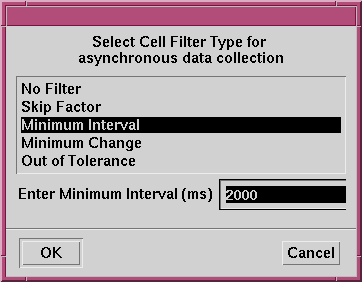 Select Cell Filter Type for
asynchronous data collection
No Filter
Skip Factor
Minimum Interval
Minimum Change
Out of Tolerance
Enter Minimum Interval (ms) 2000
OK Cancel